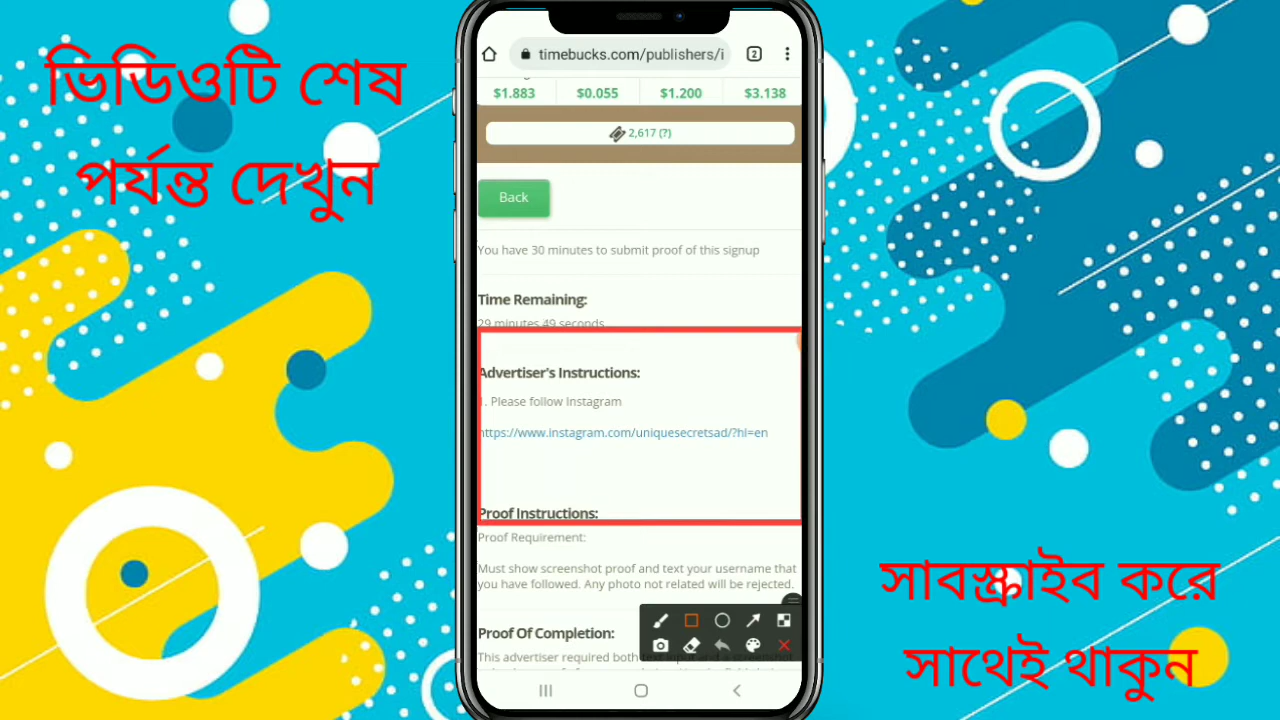 ভিডিওটি শেষ
পর্যন্ত দেখুন
timebucks.com/publishers/i
2
$1.883 $0.055 $1.200 $3.138
2,617 (?)
Back
You have 30 minutes to submit proof of this signup
Time Remaining:
29 minutes 49 seconds
Advertiser's Instructions:
1. Please follow Instagram
https://www.instagram.com/uniquesecretsad/?hl=en
Proof Instructions:
Proof Requirement:
Must show screenshot proof and text your username that
you have followed. Any photo not related will be rejected.
Proof Of Completion:
This advertiser required both text input and a screenshot
সাবস্ক্রাইব করে
সাথেই থাকুন